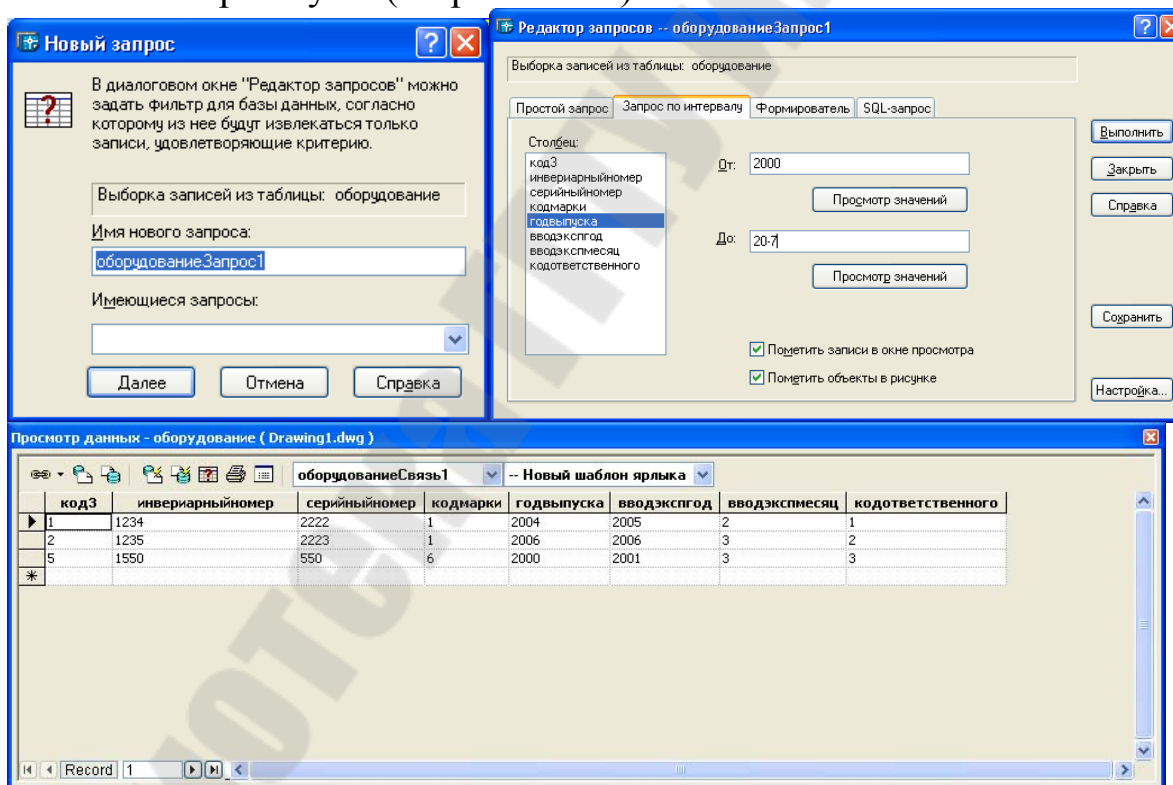 Новый запрос
В диалоговом окне "Редактор запросов" можно
задать фильтр для базы данных, согласно
которому из нее будут извлекаться только
записи, удовлетворяющие критерию.
Выборка записей из таблицы: оборудование
Имя нового запроса:
оборудованиеЗапрос1
Имеющиеся запросы:
Далее
Отмена
Справка
Редактор запросов -- оборудованиеЗапрос1
Выборка записей из таблицы: оборудование
Простой запрос Запрос по интервалу Формирователь SQL-запрос
Столбец:
код3
инвериарныйномер
серийныйномер
кодмарки
годвыпуска
вводэкспгод
вводэкспмесяц
кодответственного
От: 2000
Просмотр значений
До: 20-7
Просмотр значений
Пометить записи в окне просмотра
Пометить объекты в рисунке
Выполнить
Закрыть
Справка
Сохранить
Настройка...
Просмотр данных - оборудование ( Drawing1.dwg )
оборудованиеСвязь1 -- Новый шаблон ярлыка
код3 инвериарныйномер серийныйномер кодмарки годвыпуска вводэкспгод вводэкспмесяц кодответственного
1 1234 2222 1 2004 2005 2 1
2 1235 2223 1 2006 2006 3 2
5 1550 550 6 2000 2001 3 3
Record 1